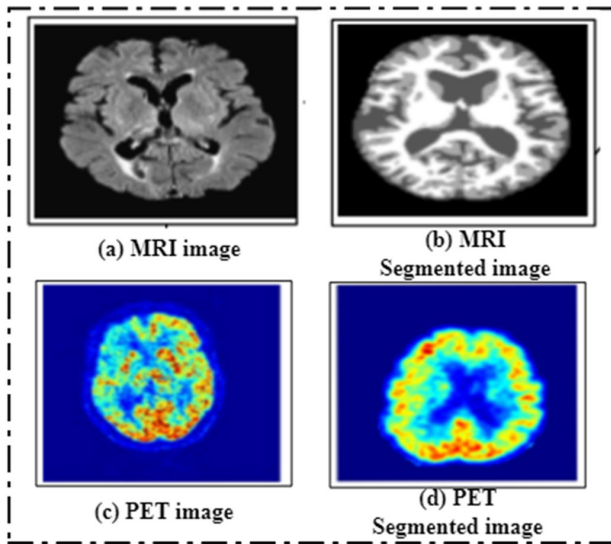 (a) MRI image
(b) MRI
Segmented image
(c) PET image
(d) PET
Segmented image